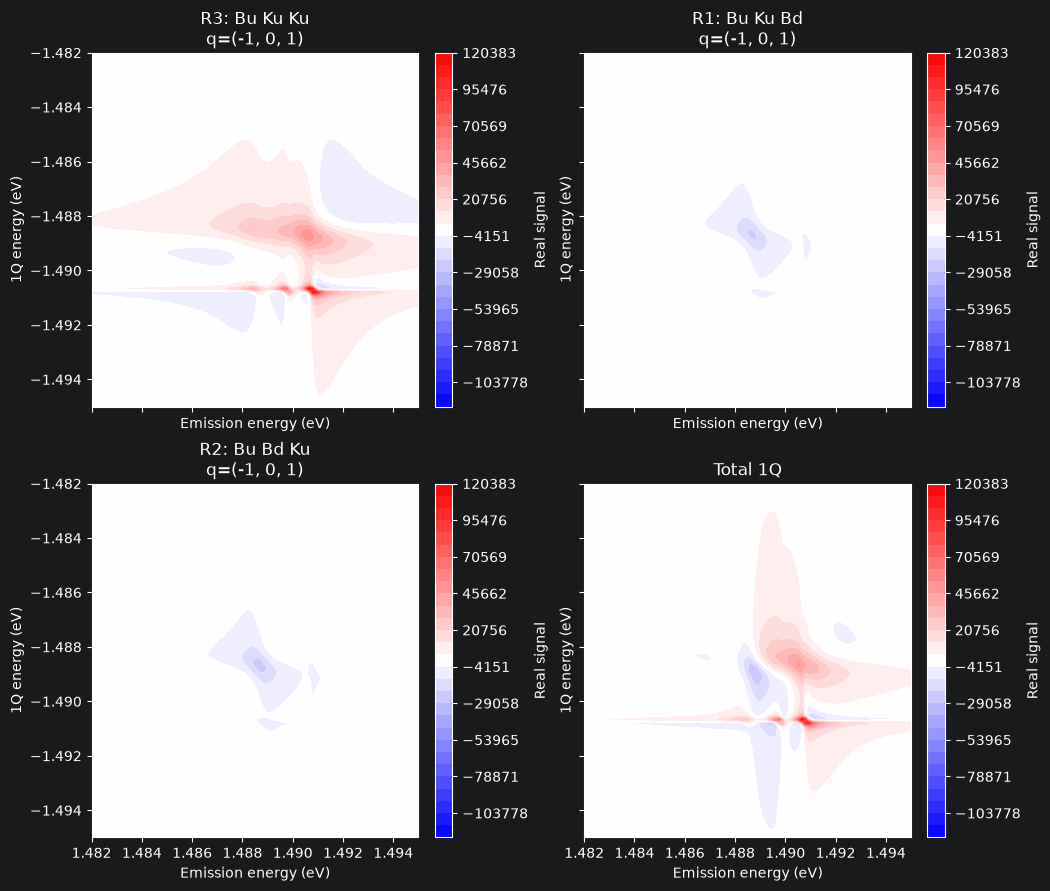 R3: Bu Ku Ku
q=(-1, 0, 1)
−1.482
−1.484
−1.486
−1.488
−1.490
−1.492
−1.494
1Q energy (eV)
Emission energy (eV)
120383
95476
70569
45662
20756
−4151
−29058
−53965
−78871
−103778
Real signal
R1: Bu Ku Bd
q=(-1, 0, 1)
1Q energy (eV)
Emission energy (eV)
120383
95476
70569
45662
20756
−4151
−29058
−53965
−78871
−103778
Real signal
R2: Bu Bd Ku
q=(-1, 0, 1)
−1.482
−1.484
−1.486
−1.488
−1.490
−1.492
−1.494
1Q energy (eV)
1.482 1.484 1.486 1.488 1.490 1.492 1.494
Emission energy (eV)
120383
95476
70569
45662
20756
−4151
−29058
−53965
−78871
−103778
Real signal
Total 1Q
1Q energy (eV)
1.482 1.484 1.486 1.488 1.490 1.492 1.494
Emission energy (eV)
120383
95476
70569
45662
20756
−4151
−29058
−53965
−78871
−103778
Real signal